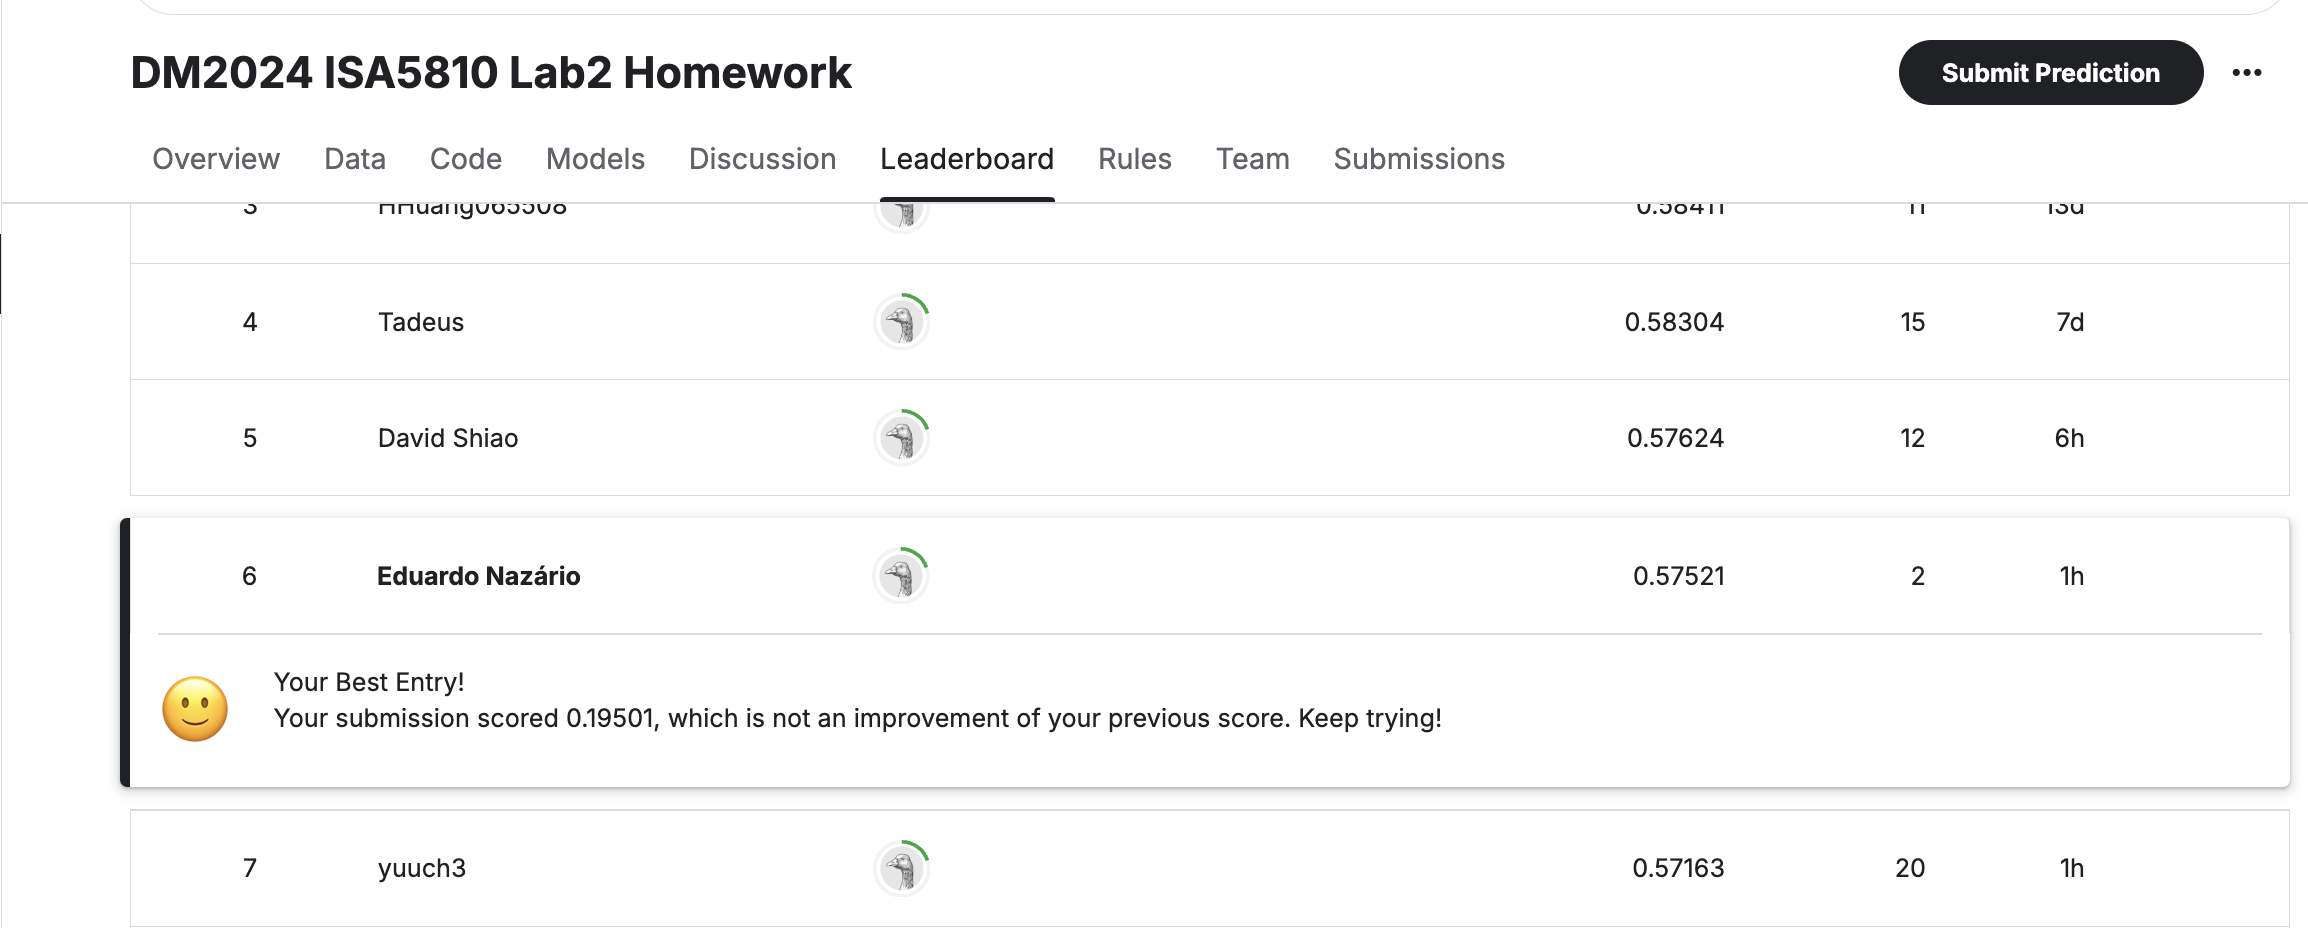 DM2024 ISA5810 Lab2 Homework
Submit Prediction
Overview Data Code Models Discussion Leaderboard Rules Team Submissions
3 HHuang065508 0.58411 11 13d
4 Tadeus 0.58304 15 7d
5 David Shiao 0.57624 12 6h
6 Eduardo Nazário 0.57521 2 1h
Your Best Entry!
Your submission scored 0.19501, which is not an improvement of your previous score. Keep trying!
7 yuuch3 0.57163 20 1h